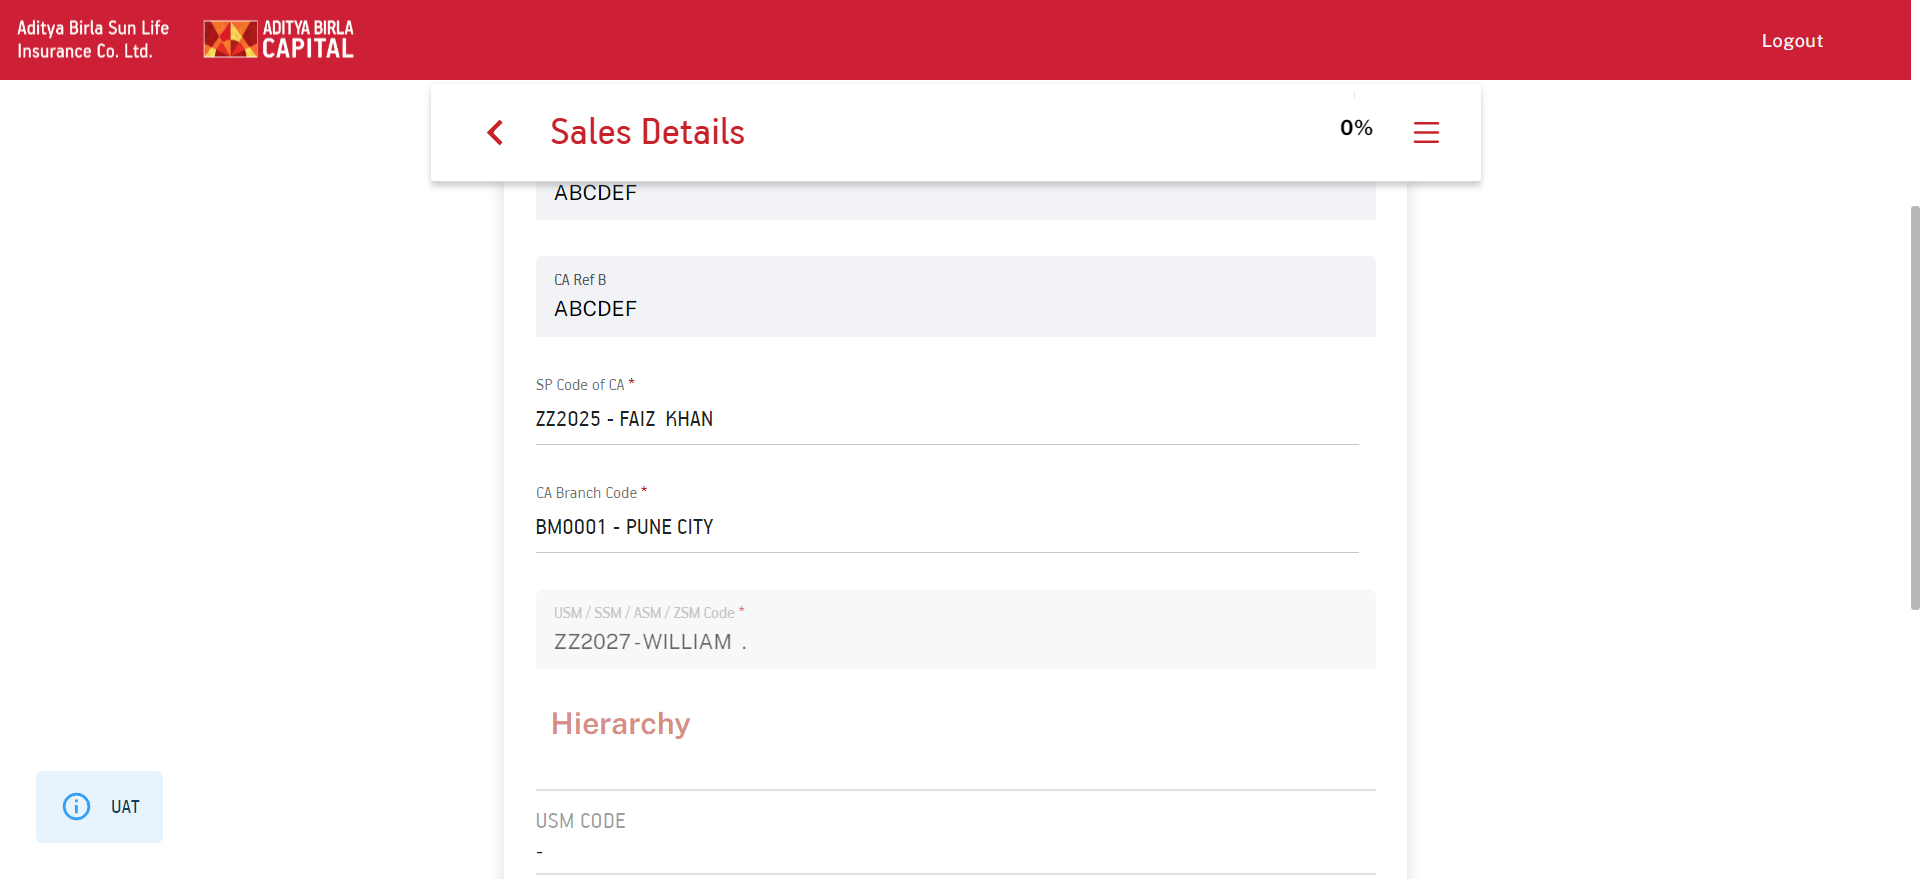 Aditya Birla Sun Life
Insurance Co. Ltd.
ADITYA BIRLA
CAPITAL
Logout
Sales Details
0%
ABCDEF
CA Ref B
ABCDEF
SP Code of CA *
ZZ2025 - FAIZ  KHAN
CA Branch Code *
BM0001 - PUNE CITY
USM / SSM / ASM / ZSM Code *
ZZ2027-WILLIAM .
Hierarchy
USM CODE
-
UAT